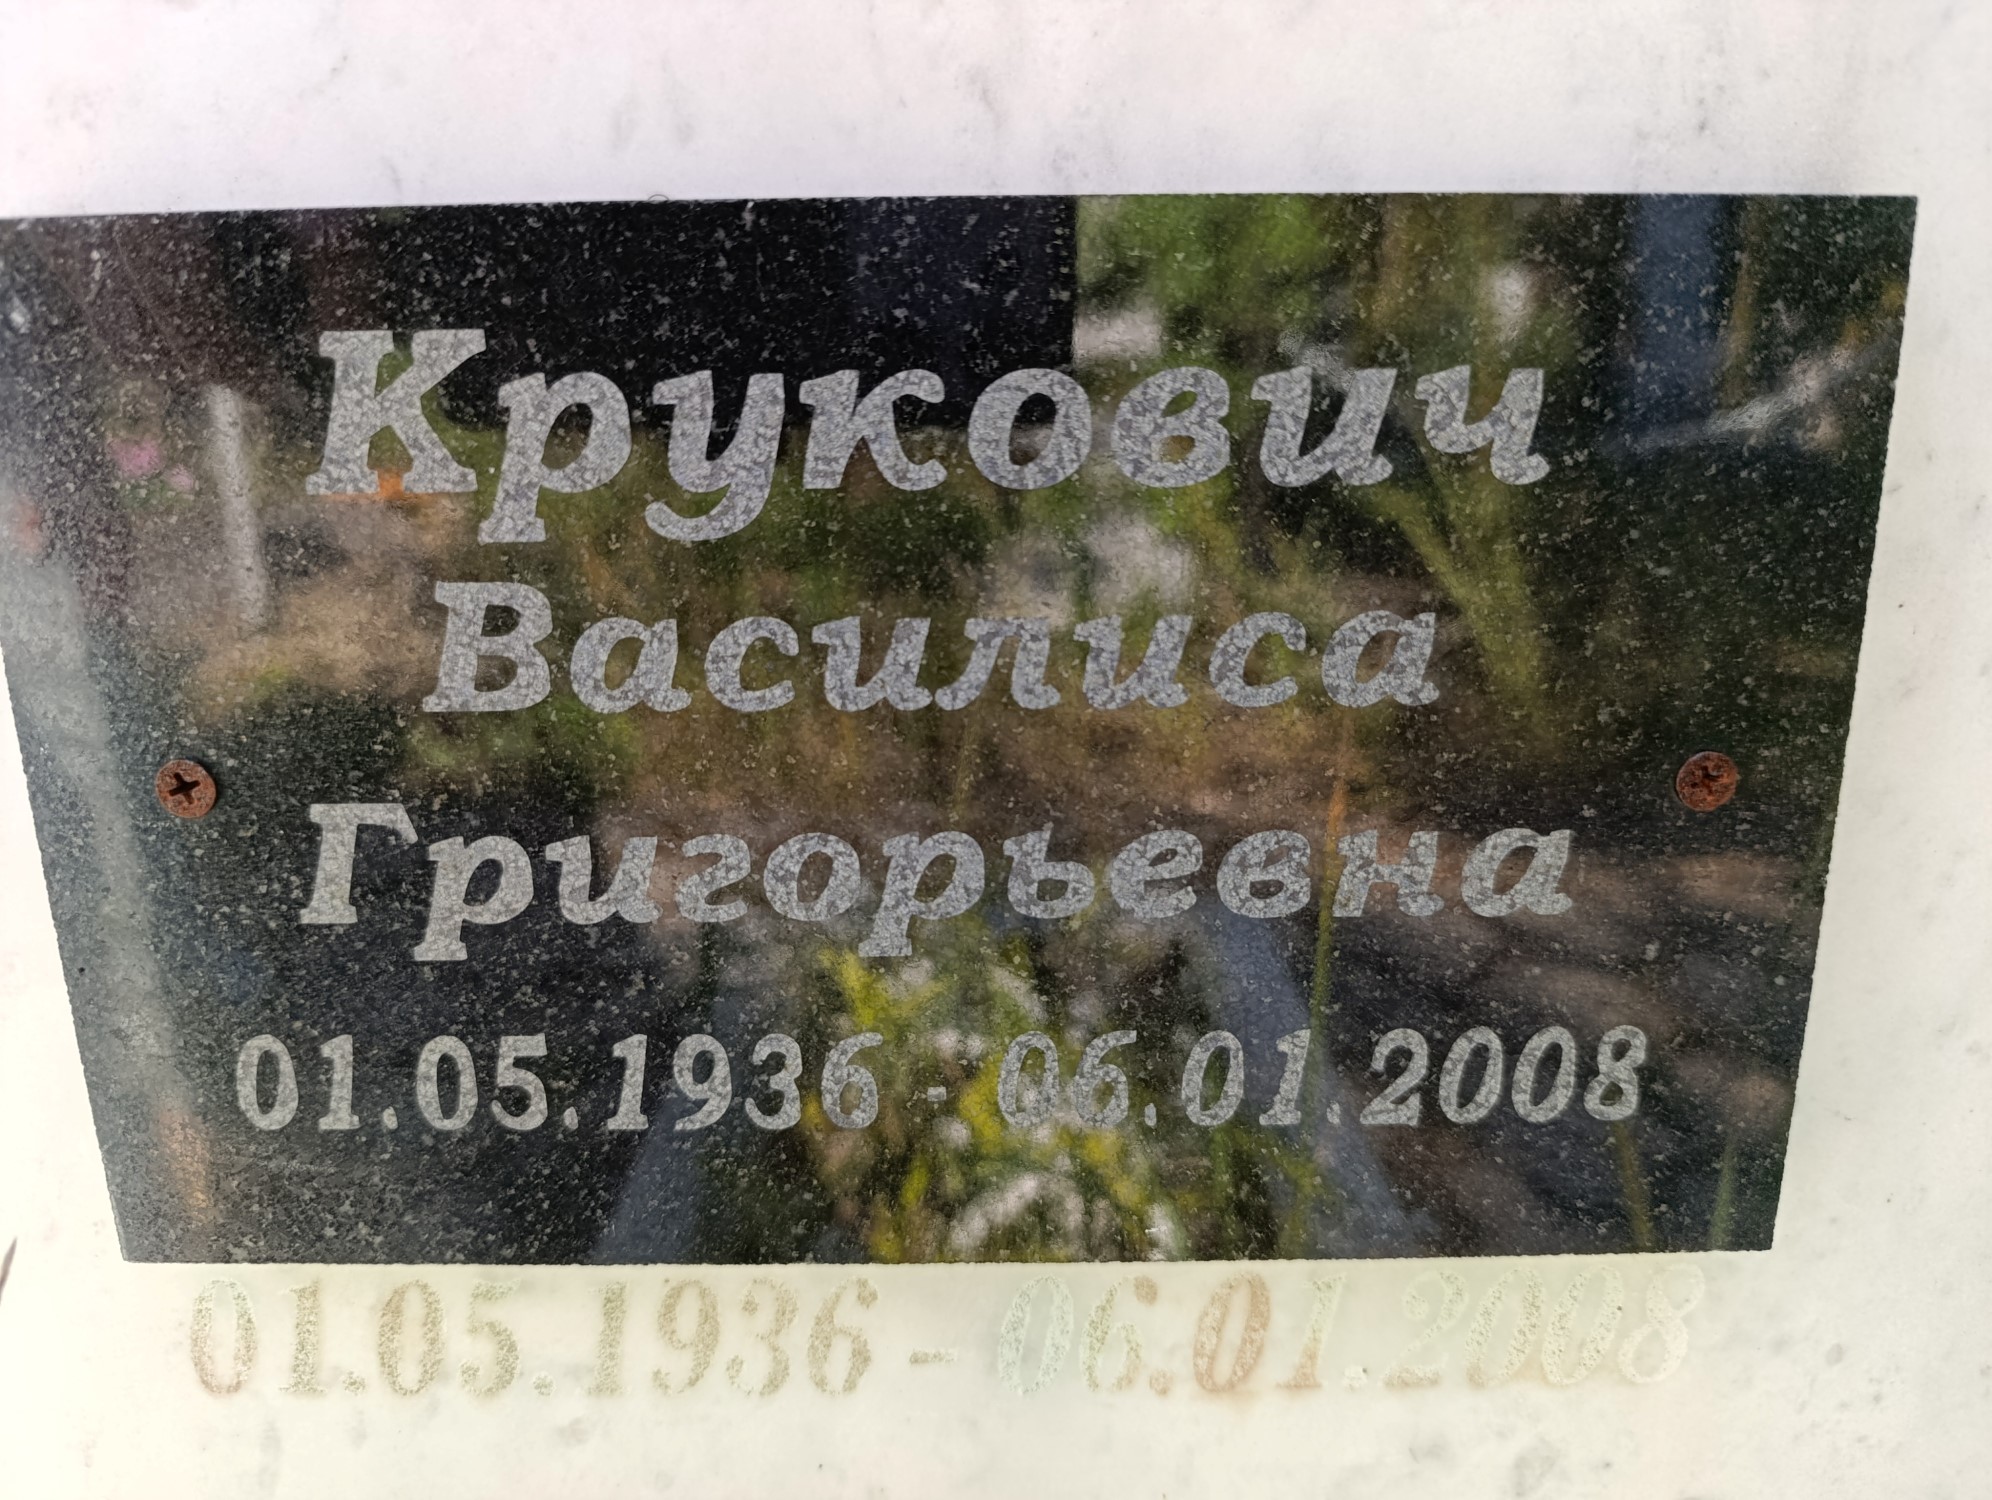 Крукович
Василиса
Григорьевна
01.05.1936 - 06.01.2008
01.05.1936 - 06.01.2008